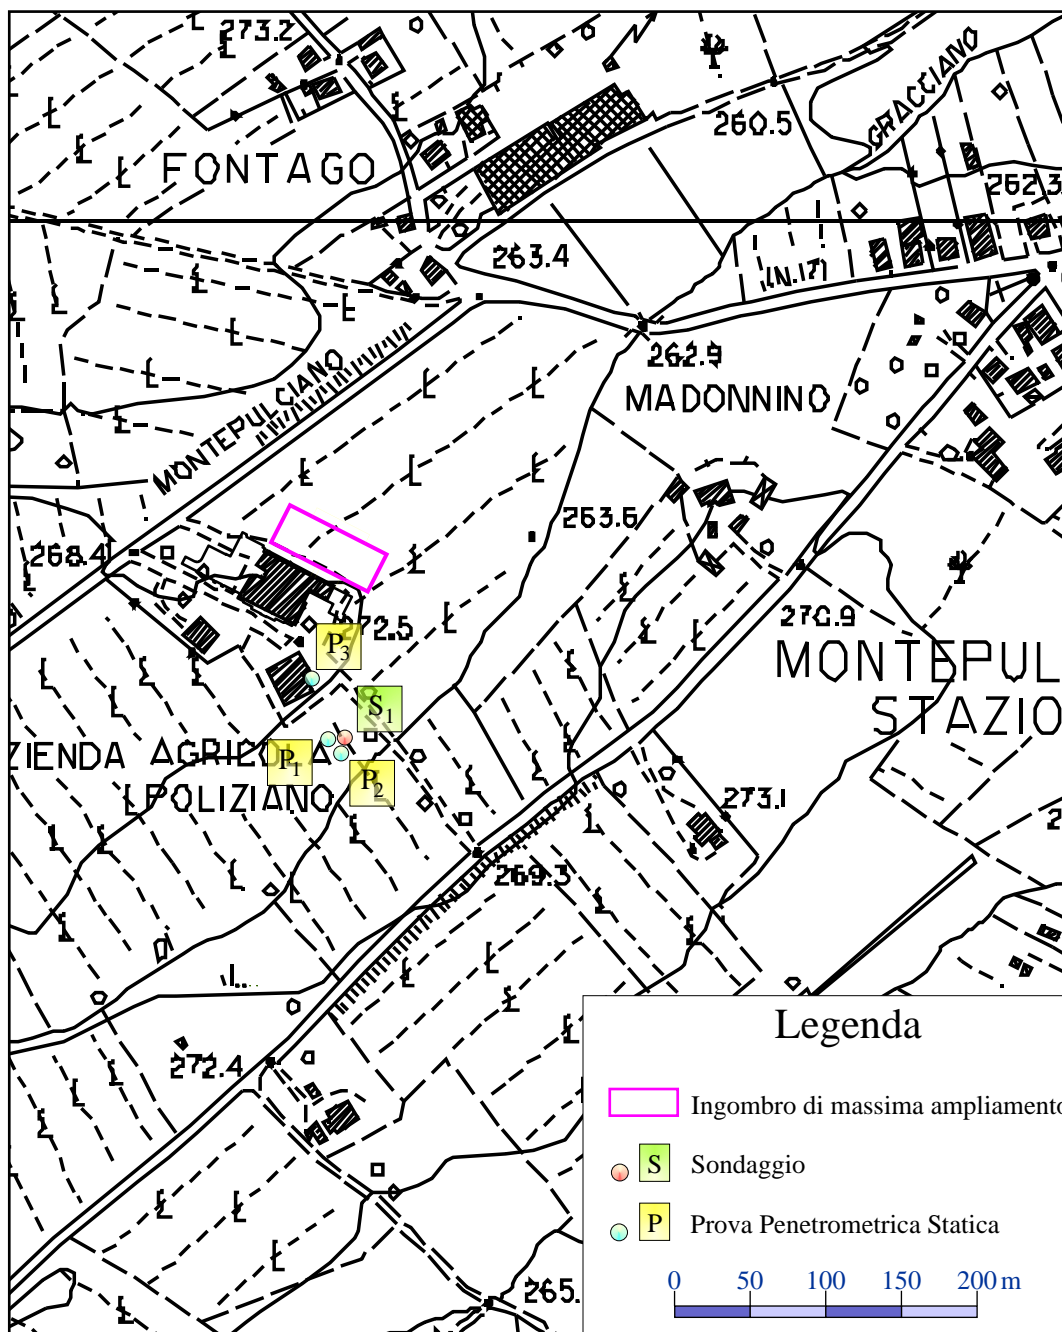 273.2
GRACCIANO
260.5
FONTAGO
262.3
263.4
(N.17)
262.9
MONTEPULCIANO
MADONNINO
263.6
268.4
272.5
270.9
P3
MONTEPUL
S1
STAZIO
ZIENDA AGRICOLA
P1
P2
POLIZIANO
273.1
2
269.3
272.4
265.
Legenda
Ingombro di massima ampliamento
S Sondaggio
P Prova Penetrometrica Statica
0 50 100 150 200 m